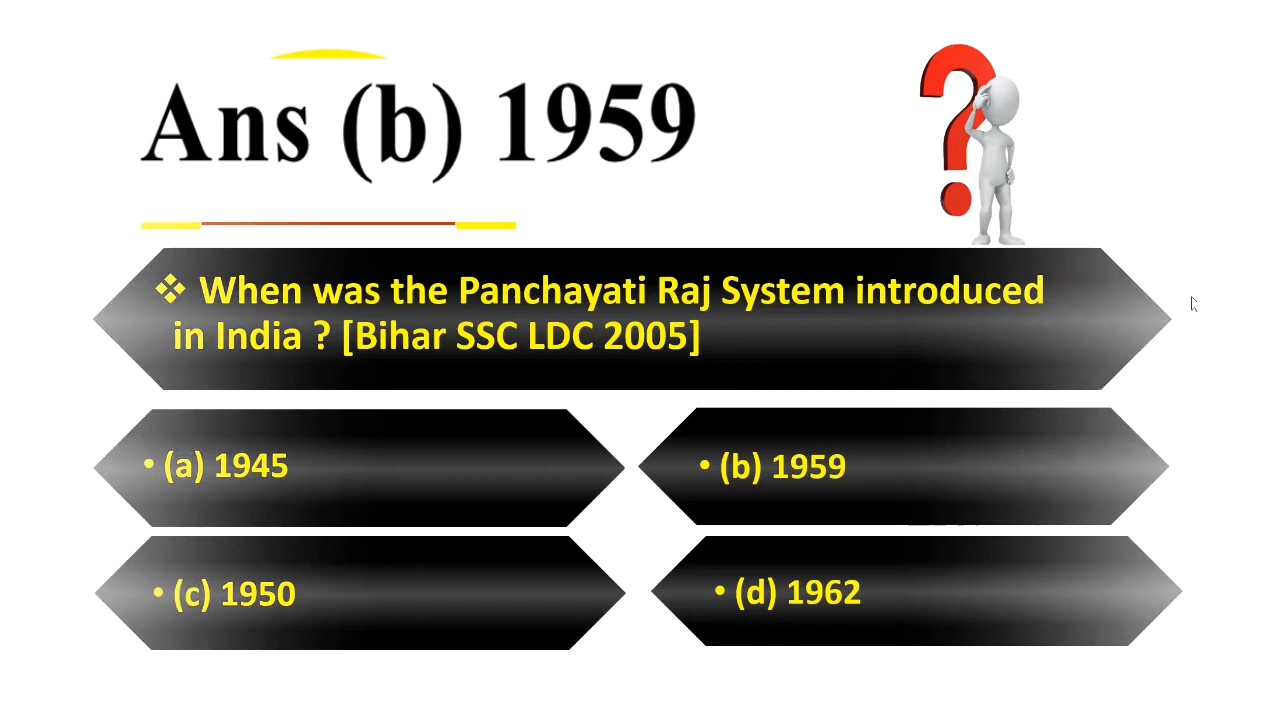 Ans (b) 1959
❖ When was the Panchayati Raj System introduced
in India ? [Bihar SSC LDC 2005]
• (a) 1945
• (b) 1959
• (c) 1950
• (d) 1962